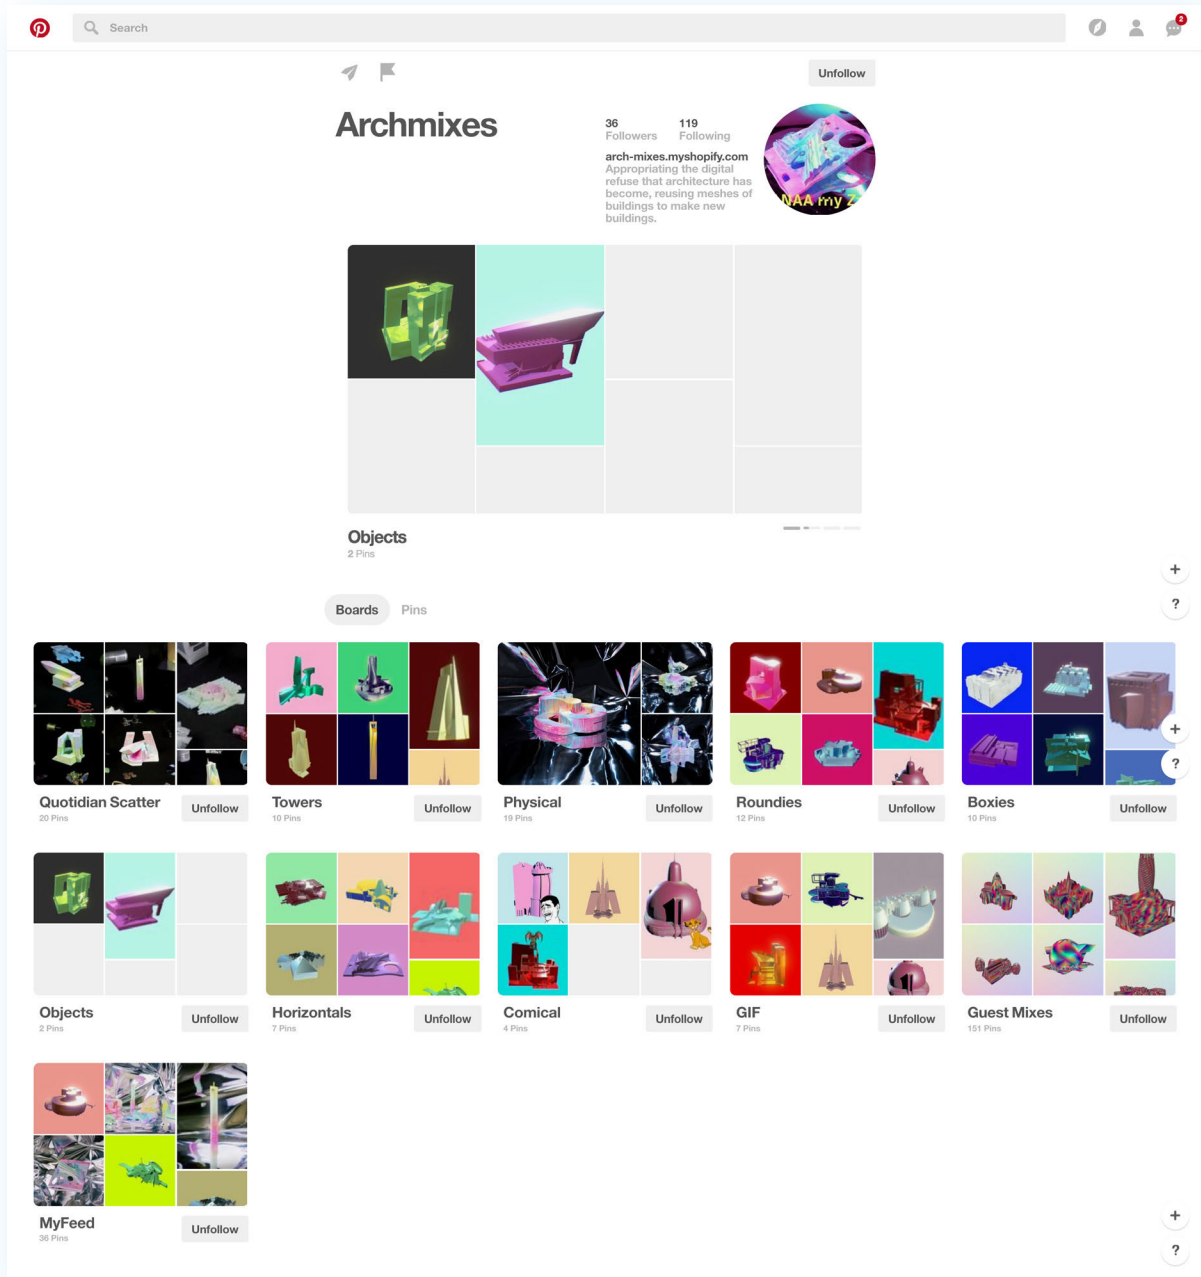 Search
2
Unfollow
Archmixes
36 119
Followers Following
arch-mixes.myshopify.com
Appropriating the digital
refuse that architecture has
become, reusing meshes of
buildings to make new
buildings.
NAA my Z
Objects
2 Pins
+
?
Boards Pins
+
?
Quotidian Scatter Unfollow
20 Pins
Towers Unfollow
10 Pins
Physical Unfollow
19 Pins
Roundies Unfollow
12 Pins
Boxies Unfollow
10 Pins
Objects Unfollow
2 Pins
Horizontals Unfollow
7 Pins
Comical Unfollow
4 Pins
GIF Unfollow
7 Pins
Guest Mixes Unfollow
151 Pins
MyFeed Unfollow
36 Pins
+
?